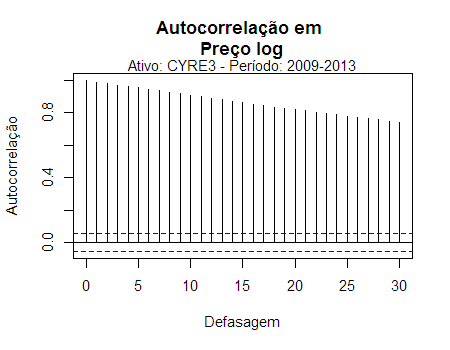 Autocorrelação em
Preço log
Ativo: CYRE3 - Período: 2009-2013
Autocorrelação
0.8
0.4
0.0
0 5 10 15 20 25 30
Defasagem